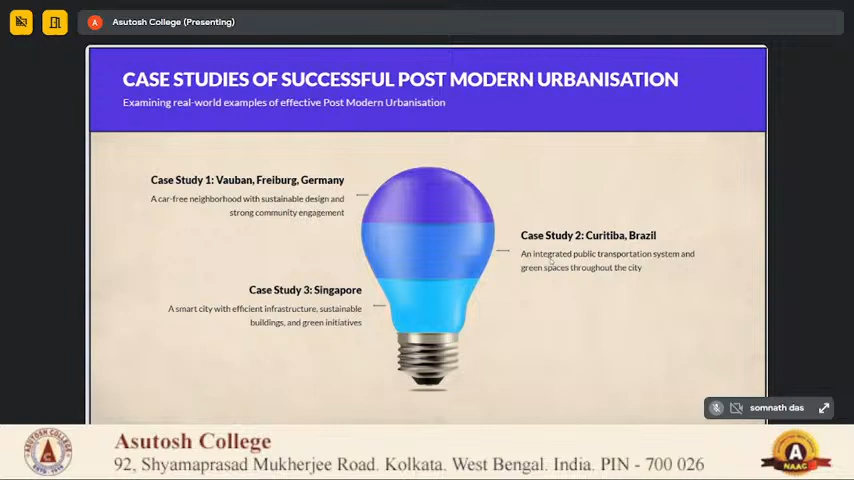 Asutosh College (Presenting)
CASE STUDIES OF SUCCESSFUL POST MODERN URBANISATION
Examining real-world examples of effective Post Modern Urbanisation
Case Study 1: Vauban, Freiburg, Germany
A car-free neighborhood with sustainable design and
strong community engagement
Case Study 2: Curitiba, Brazil
An integrated public transportation system and
green spaces throughout the city
Case Study 3: Singapore
A smart city with efficient infrastructure, sustainable
buildings, and green initiatives
somnath das
Asutosh College
92, Shyamaprasad Mukherjee Road. Kolkata. West Bengal. India. PIN - 700 026
A
NAAC